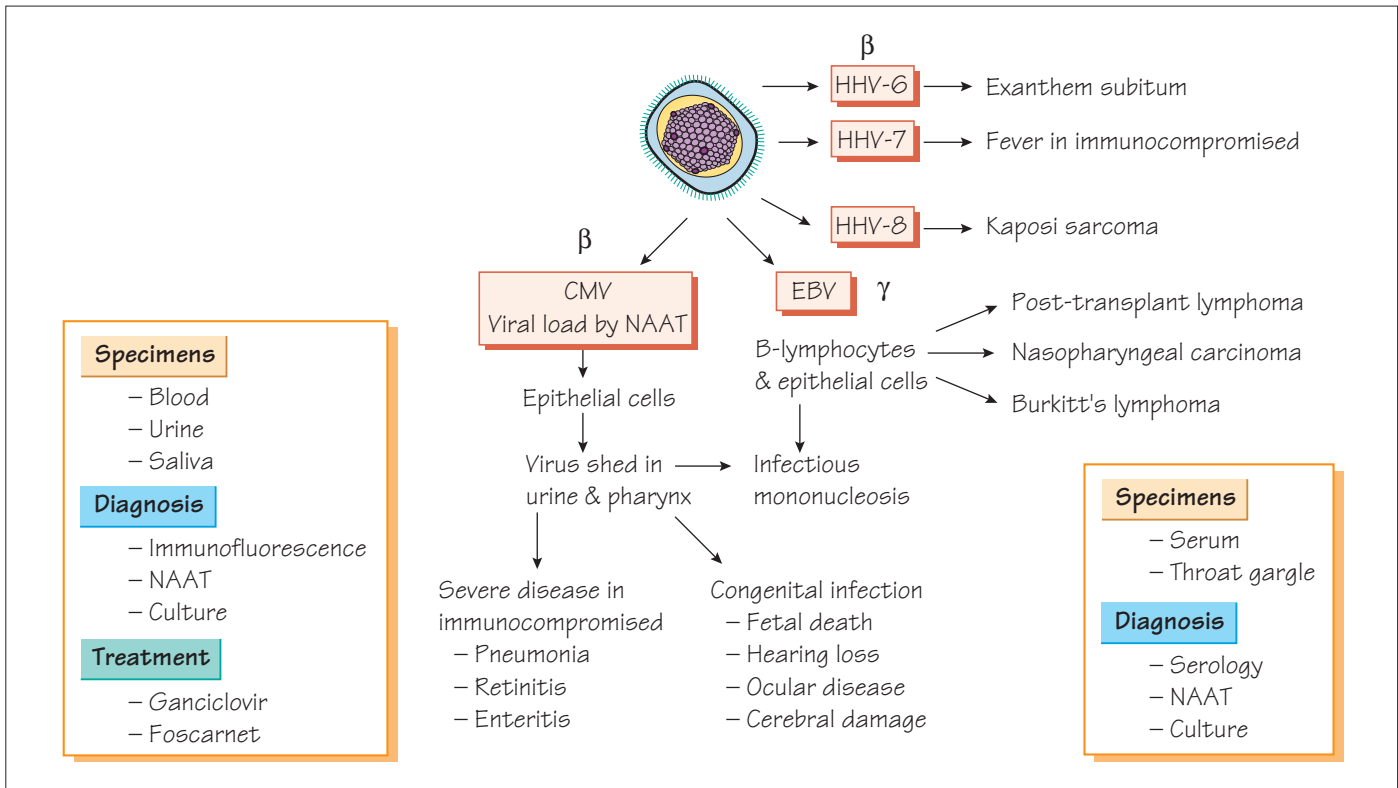 β
HHV-6
Exanthem subitum
HHV-7
Fever in immunocompromised
HHV-8
Kaposi sarcoma
β
CMV
Viral load by NAAT
EBV
γ
Epithelial cells
Virus shed in
urine & pharynx
B-lymphocytes
& epithelial cells
Post-transplant lymphoma
Nasopharyngeal carcinoma
Burkitt's lymphoma
Infectious
mononucleosis
Severe disease in
immunocompromised
– Pneumonia
– Retinitis
– Enteritis
Congenital infection
– Fetal death
– Hearing loss
– Ocular disease
– Cerebral damage
Specimens
– Blood
– Urine
– Saliva
Diagnosis
– Immunofluorescence
– NAAT
– Culture
Treatment
– Ganciclovir
– Foscarnet
Specimens
– Serum
– Throat gargle
Diagnosis
– Serology
– NAAT
– Culture